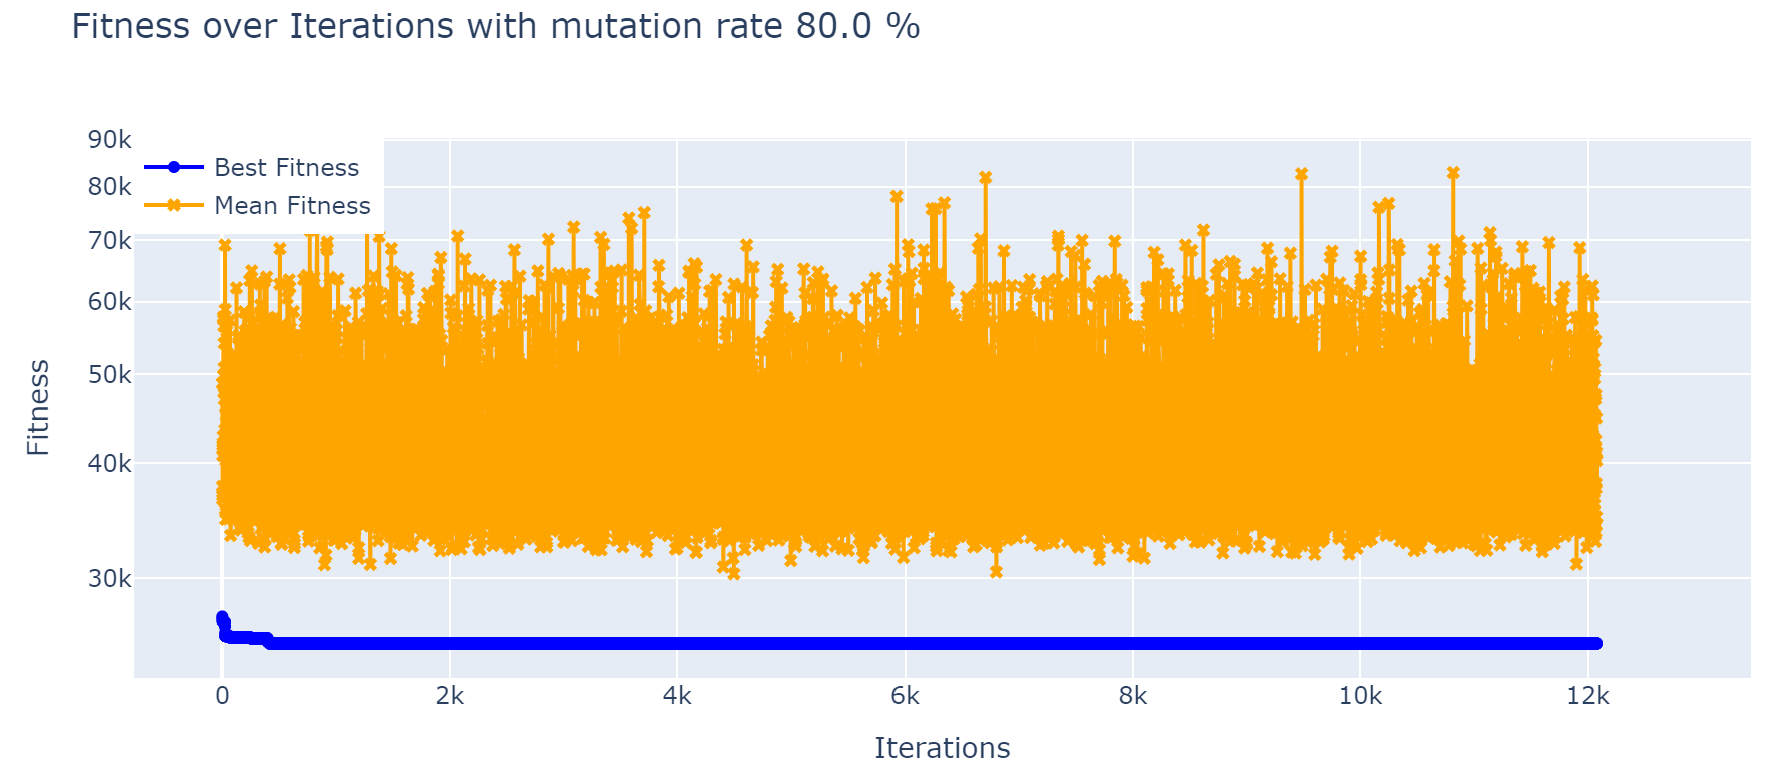 Fitness over Iterations with mutation rate 80.0 %
Best Fitness
Mean Fitness
90k
80k
70k
60k
50k
40k
30k
Fitness
0 2k 4k 6k 8k 10k 12k
Iterations